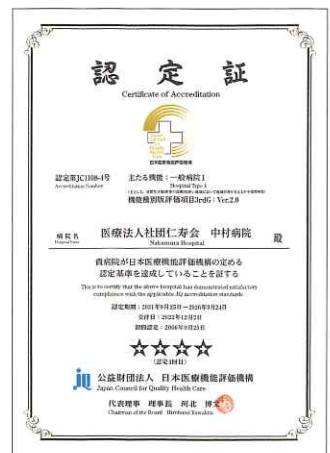 認定証
Certificate of Accreditation
日本医療機能評価機構
認定第JC1108-4号
Accreditation Number
主たる機能：一般病院1
Hospital Type 1
機能種別版評価項目3rdG：Ver.2.0
病院名
Hospital Name
医療法人社団仁寿会 中村病院 殿
Nakamura Hospital
貴病院が日本医療機能評価機構の定める
認定基準を達成していることを証する
This is to certify that the above hospital has demonstrated satisfactory
compliance with the applicable JQ accreditation standards
認定期間：2021年9月25日～2026年9月24日
交付日：2022年12月2日
初回認定：2006年9月25日
(認定4回目)
jq 公益財団法人 日本医療機能評価機構
Japan Council for Quality Health Care
代表理事 理事長 河北 博文
Chairman of the Board Hirobumi Kawakita